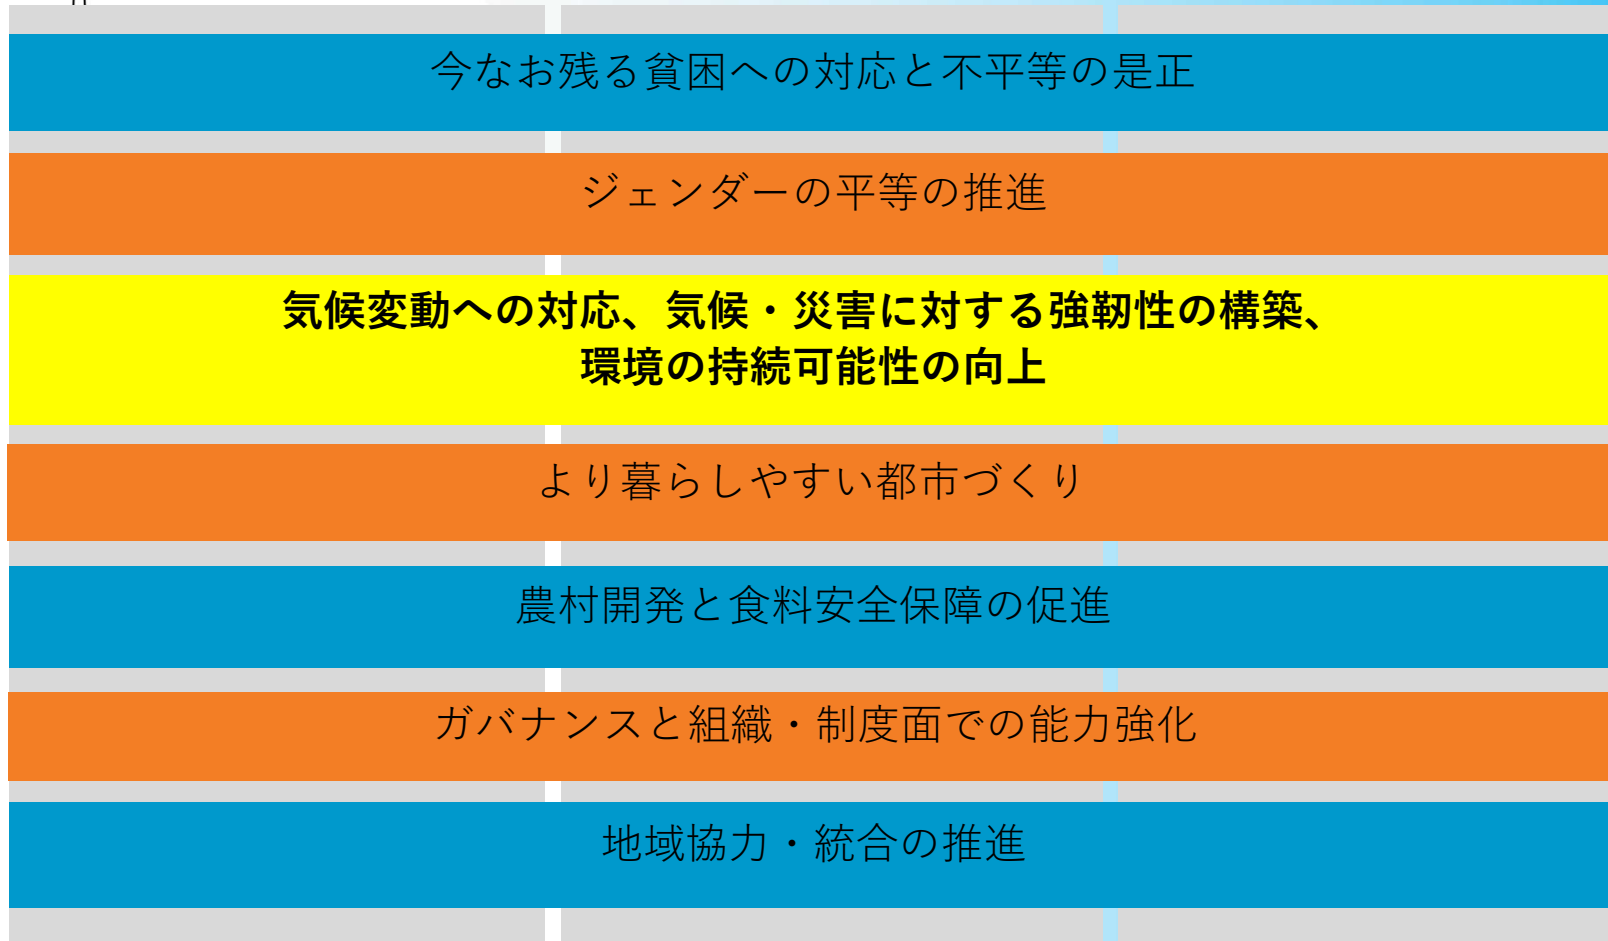 今なお残る貧困への対応と不平等の是正
ジェンダーの平等の推進
気候変動への対応、気候・災害に対する強靭性の構築、
環境の持続可能性の向上
より暮らしやすい都市づくり
農村開発と食料安全保障の促進
ガバナンスと組織・制度面での能力強化
地域協力・統合の推進